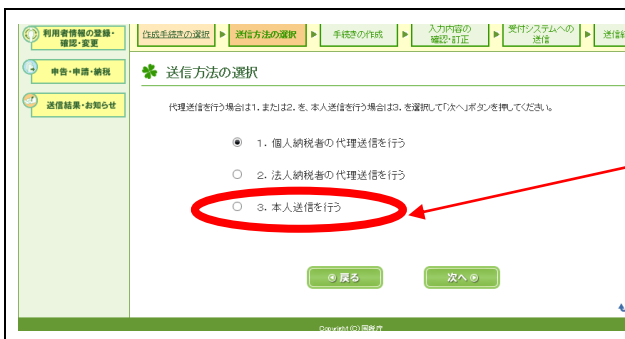 利用者情報の登録・
確認・変更
申告・申請・納税
送信結果・お知らせ
作成手続きの選択
送信方法の選択
手続きの作成
入力内容の
確認・訂正
受付システムへの
送信
送信方法の選択
代理送信を行う場合は1.または2.を、本人送信を行う場合は3.を選択して「次へ」ボタンを押してください。
1. 個人納税者の代理送信を行う
2. 法人納税者の代理送信を行う
3. 本人送信を行う
戻る
次へ
Copyright (C) 国税庁